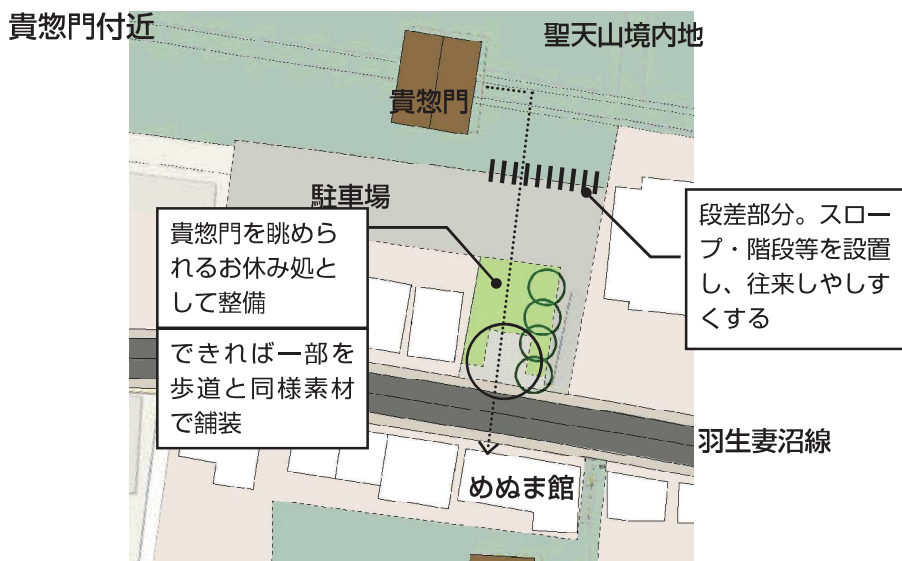 貴惣門付近
聖天山境内地
貴惣門
駐車場
貴惣門を眺めら
れるお休み処と
して整備
できれば一部を
歩道と同様素材
で舗装
段差部分。スロー
プ・階段等を設置
し、往来しやしす
くする
羽生妻沼線
めぬま館